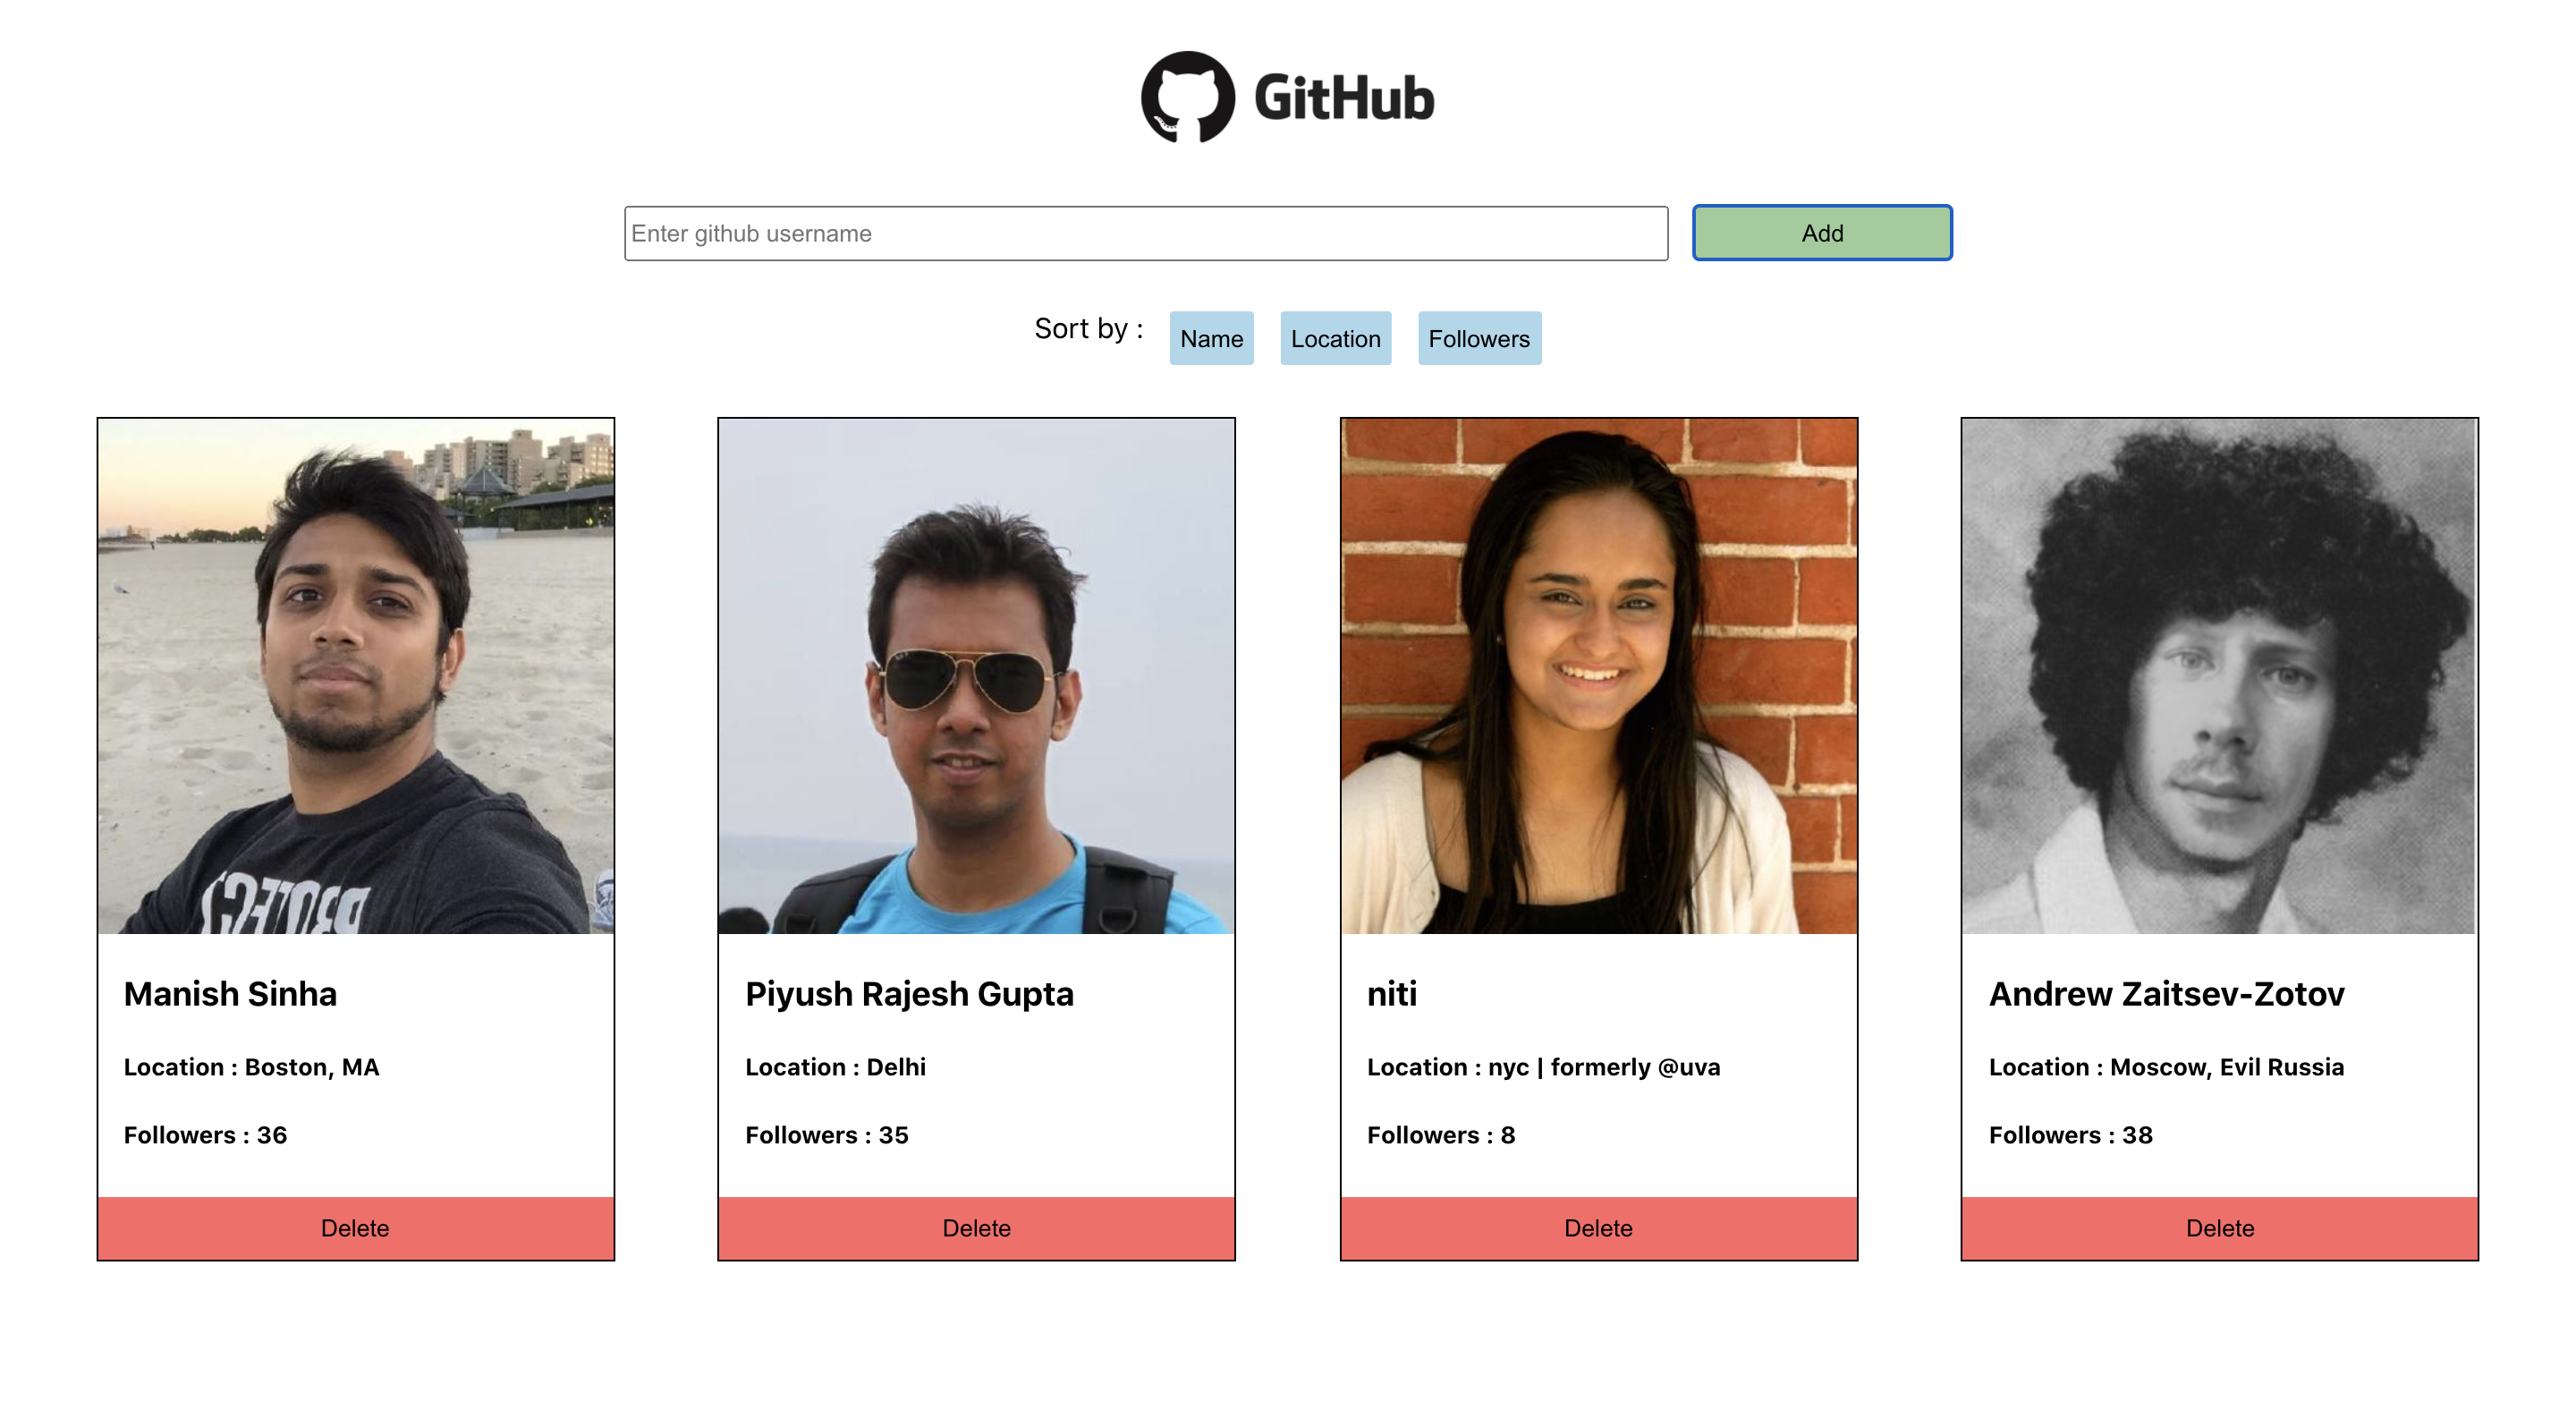 GitHub
Enter github username
Add
Sort by :
Name
Location
Followers
Manish Sinha
Location : Boston, MA
Followers : 36
Delete
Piyush Rajesh Gupta
Location : Delhi
Followers : 35
Delete
niti
Location : nyc | formerly @uva
Followers : 8
Delete
Andrew Zaitsev-Zotov
Location : Moscow, Evil Russia
Followers : 38
Delete